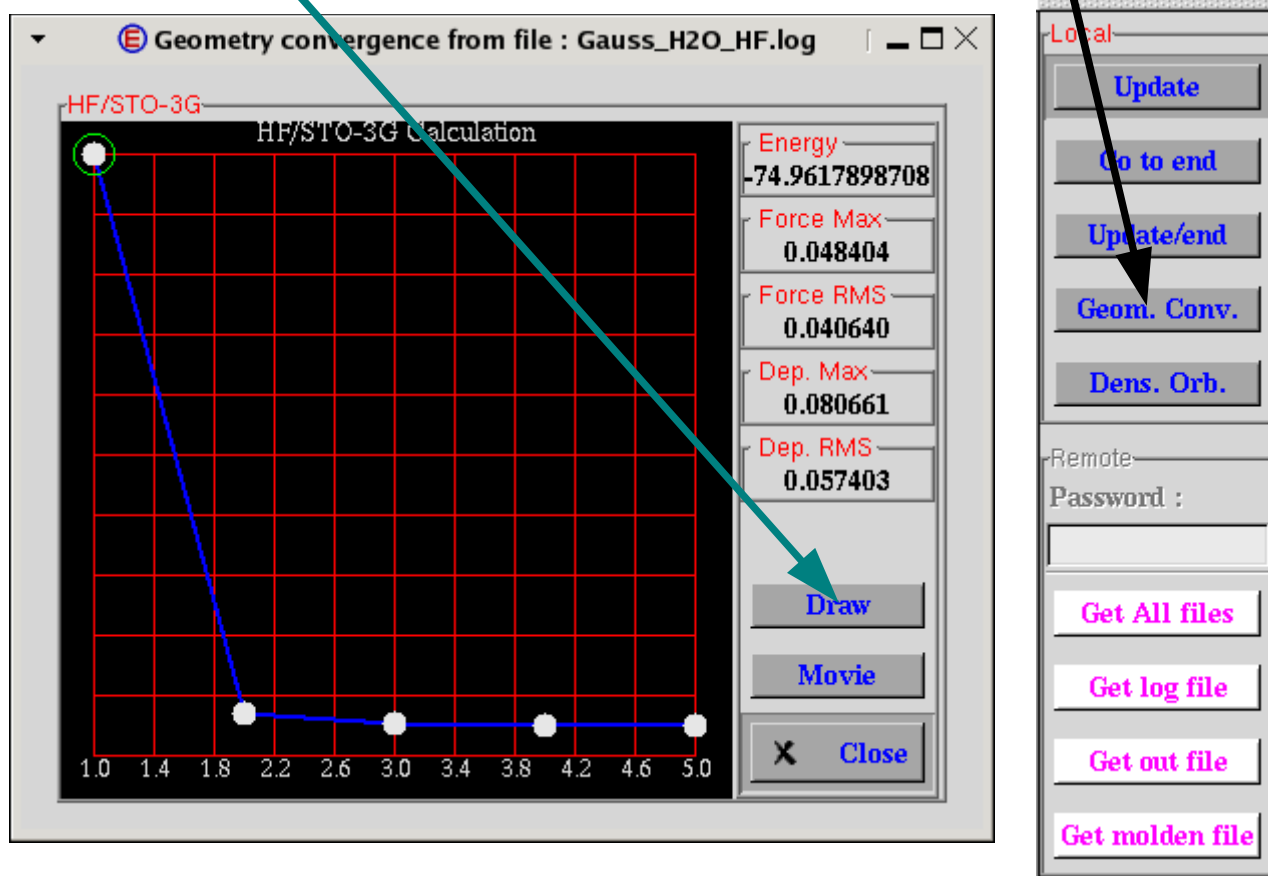 Geometry convergence from file : Gauss_H2O_HF.log
HF/STO-3G
HF/STO-3G Calculation
1.0 1.4 1.8 2.2 2.6 3.0 3.4 3.8 4.2 4.6 5.0
Energy
-74.9617898708
Force Max
0.048404
Force RMS
0.040640
Dep. Max
0.080661
Dep. RMS
0.057403
Draw
Movie
X Close
Local
Update
Go to end
Update/end
Geom. Conv.
Dens. Orb.
Remote
Password :
Get All files
Get log file
Get out file
Get molden file